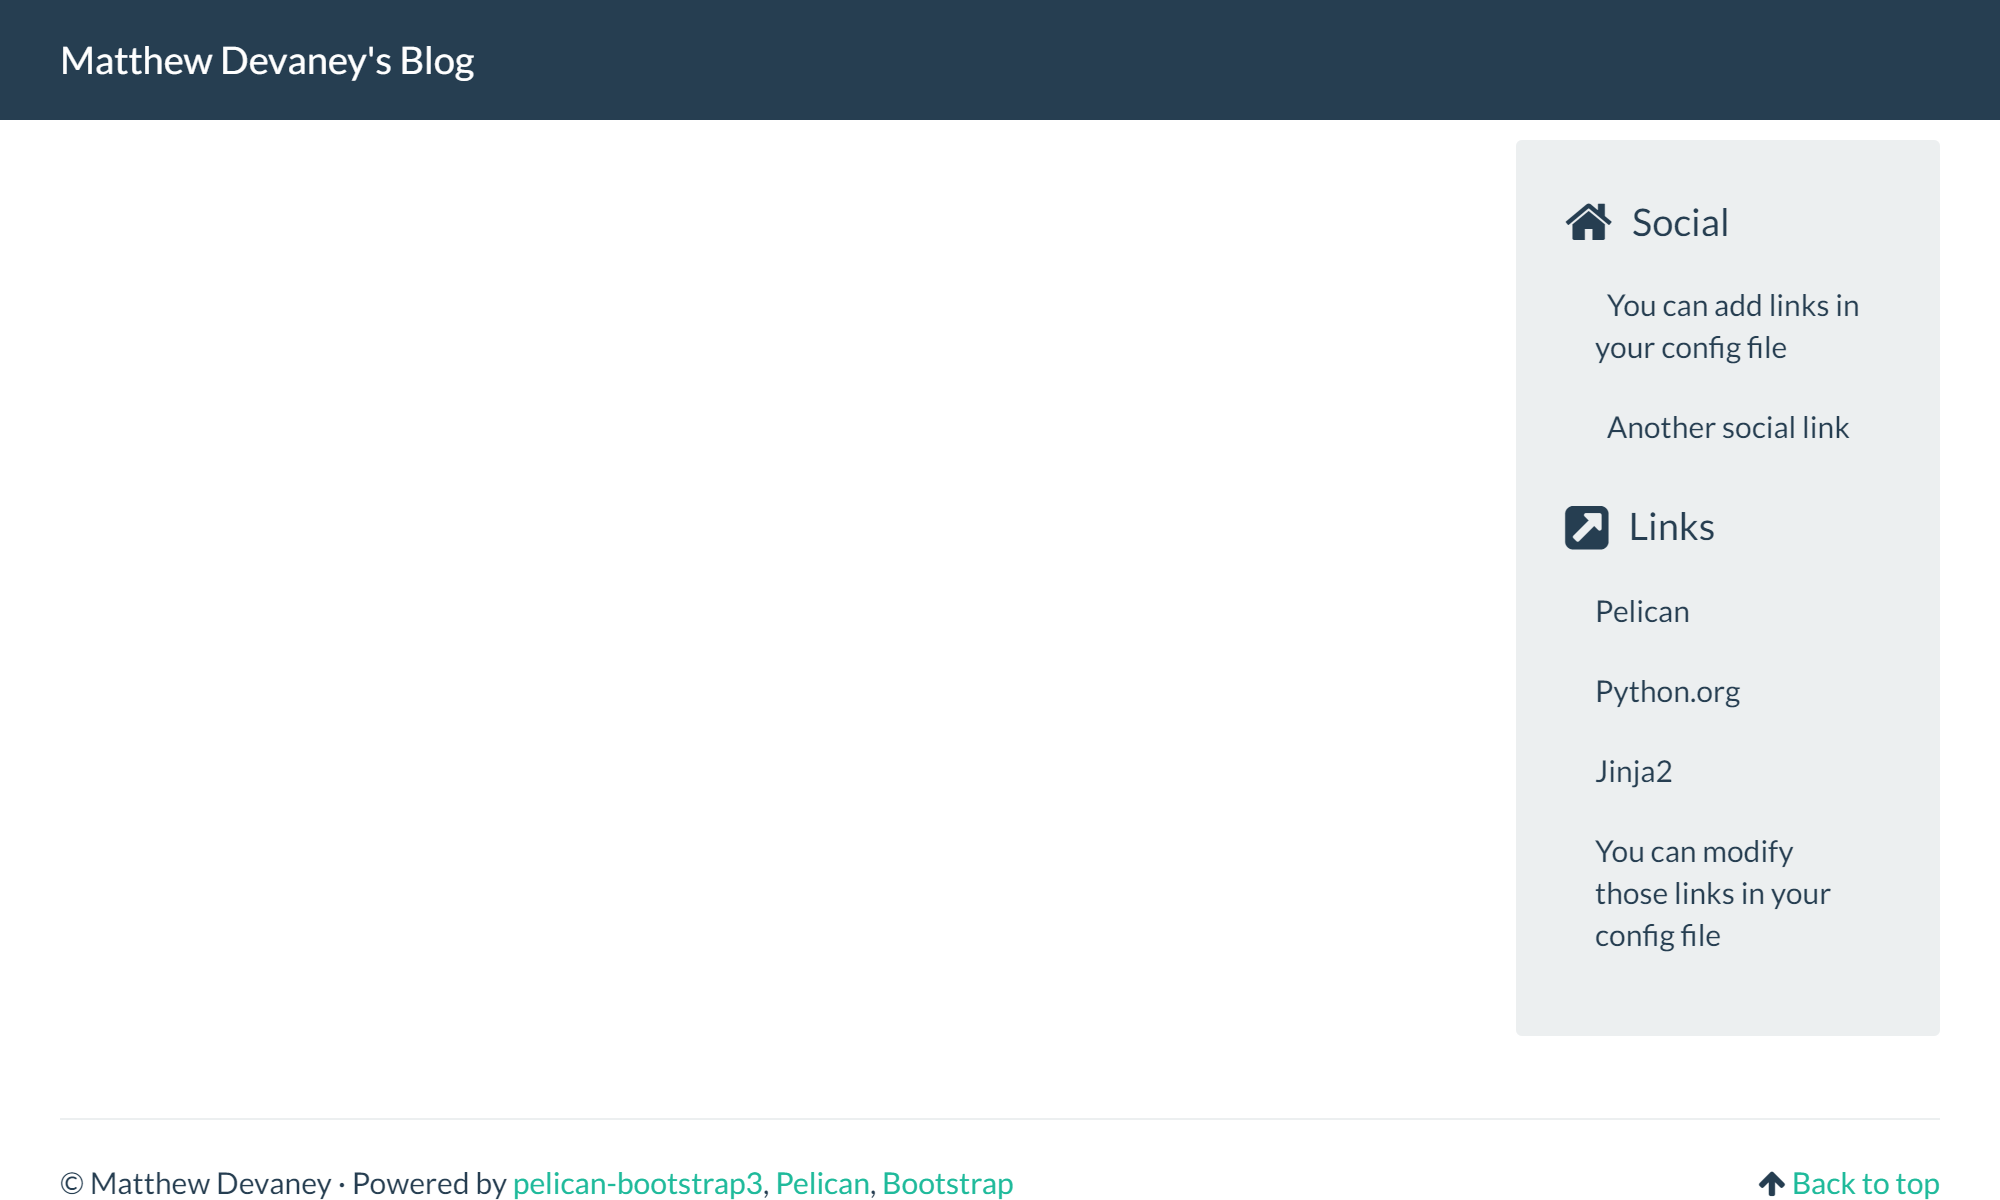 Matthew Devaney's Blog
Social
You can add links in
your config file
Another social link
Links
Pelican
Python.org
Jinja2
You can modify
those links in your
config file
© Matthew Devaney · Powered by pelican-bootstrap3, Pelican, Bootstrap
Back to top